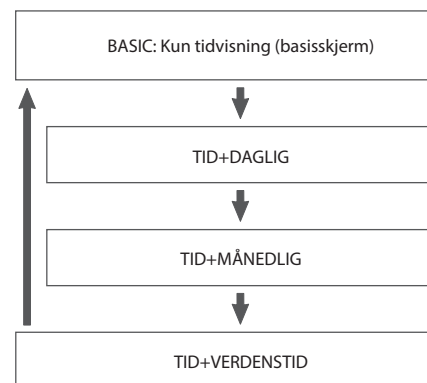 BASIC: Kun tidvisning (basisskjerm)
TID+DAGLIG
TID+MÅNEDLIG
TID+VERDENSTID